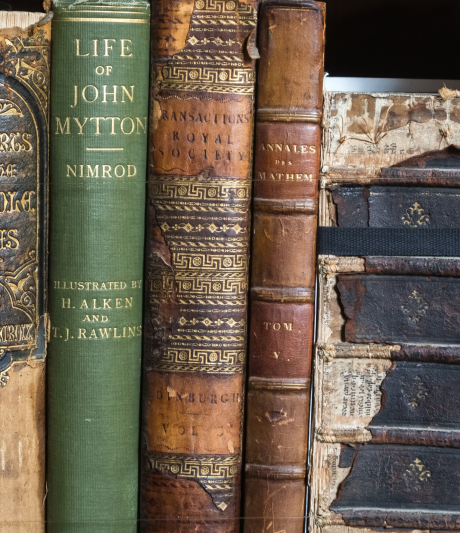 LIFE
OF
JOHN
MYTTON
NIMROD
ILLUSTRATED BY
H. ALKEN
AND
T. J. RAWLINS
TRANSACTIONS
ROYAL
SOCIETY
EDINBURGH
VOL
ANNALES
DES
MATHEM
TOM.
V.